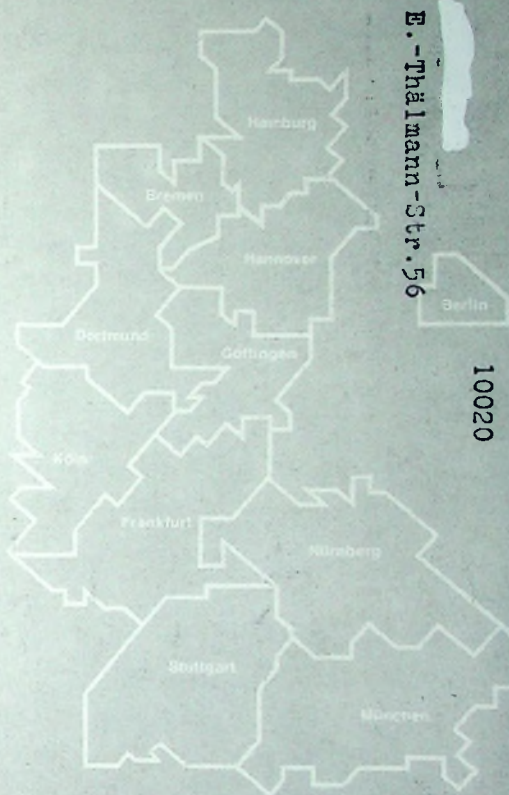 E.-Thälmann-Str.56
10020
Hamburg
Bremen
Hannover
Berlin
Dortmund
Göttingen
Köln
Frankfurt
Nürnberg
Stuttgart
München